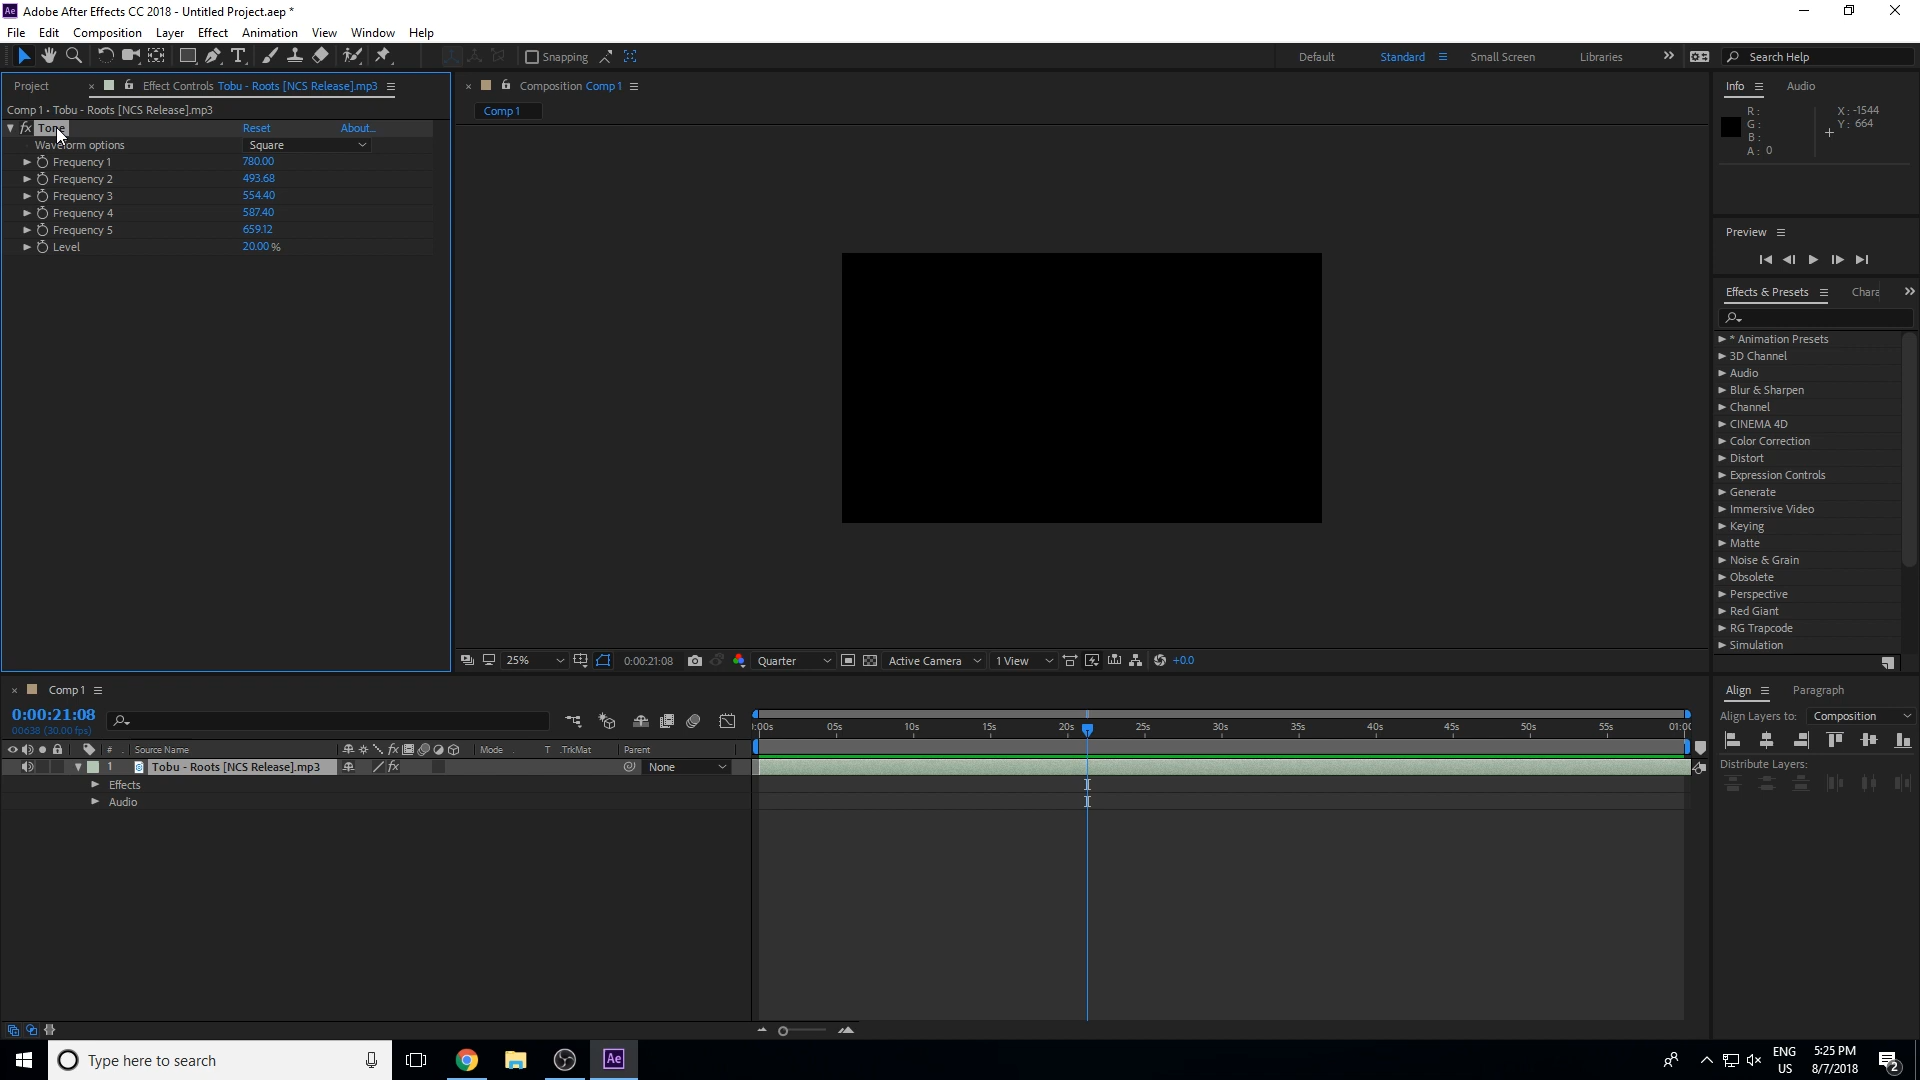 Ae Adobe After Effects CC 2018 - Untitled Project.aep *
File Edit Composition Layer Effect Animation View Window Help
Snapping Default Standard Small Screen Libraries Search Help
Project × Effect Controls Tobu - Roots [NCS Release].mp3
× Composition Comp 1
Info Audio
Comp 1 • Tobu - Roots [NCS Release].mp3
Comp 1
R: X: -1544
G: Y: 664
B:
A: 0
fx Tone Reset About...
Waveform options Square
Frequency 1 780.00
Frequency 2 493.68
Frequency 3 554.40
Frequency 4 587.40
Frequency 5 659.12
Level 20.00 %
Preview
Effects & Presets Chara
* Animation Presets
3D Channel
Audio
Blur & Sharpen
Channel
CINEMA 4D
Color Correction
Distort
Expression Controls
Generate
Immersive Video
Keying
Matte
Noise & Grain
Obsolete
Perspective
Red Giant
RG Trapcode
Simulation
25% 0:00:21:08 Quarter Active Camera 1 View +0.0
× Comp 1
Align Paragraph
0:00:21:08
00638 (30.00 fps)
:00s 05s 10s 15s 20s 25s 30s 35s 40s 45s 50s 55s 01:00
Align Layers to: Composition
# Source Name fx Mode T .TrkMat Parent
1 Tobu - Roots [NCS Release].mp3 fx None
Distribute Layers:
Effects
Audio
Type here to search Ae ENG US 5:25 PM 8/7/2018 2